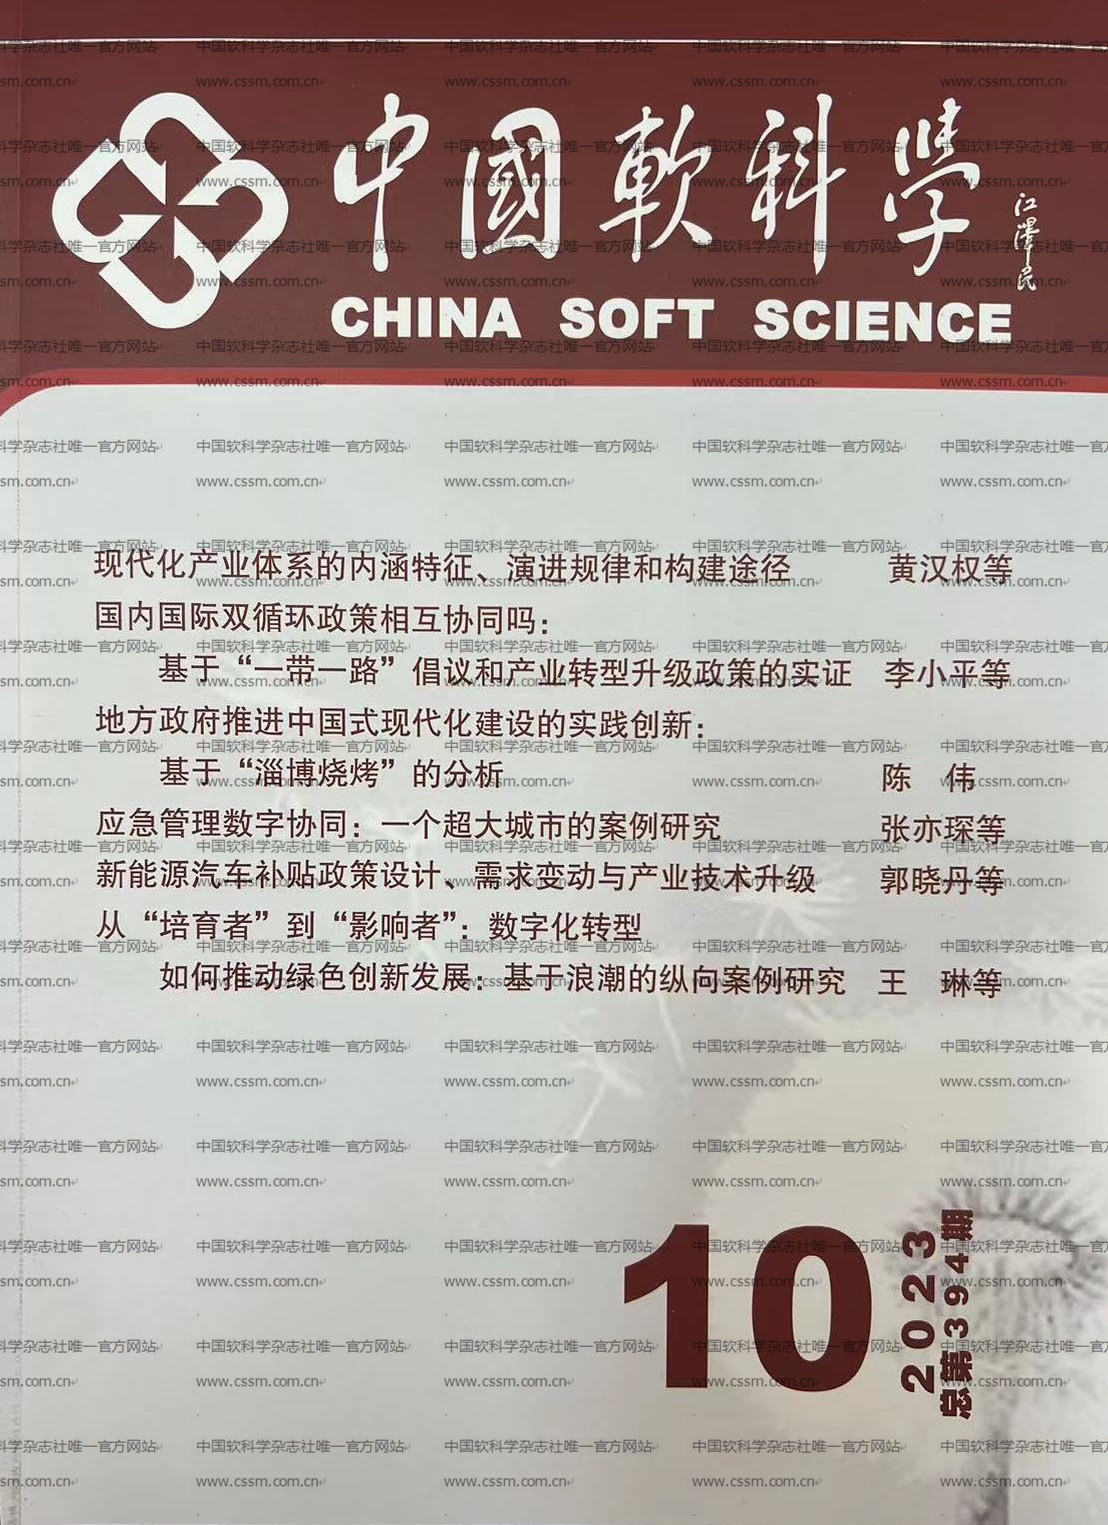 中國軟科學
江澤民
CHINA SOFT SCIENCE
现代化产业体系的内涵特征、演进规律和构建途径 黄汉权等
国内国际双循环政策相互协同吗：
基于“一带一路”倡议和产业转型升级政策的实证 李小平等
地方政府推进中国式现代化建设的实践创新：
基于“淄博烧烤”的分析 陈 伟
应急管理数字协同：一个超大城市的案例研究 张亦琛等
新能源汽车补贴政策设计、需求变动与产业技术升级 郭晓丹等
从“培育者”到“影响者”：数字化转型
如何推动绿色创新发展：基于浪潮的纵向案例研究 王 琳等
10
2023
总第394期
中国软科学杂志社唯一官方网站
www.cssm.com.cn